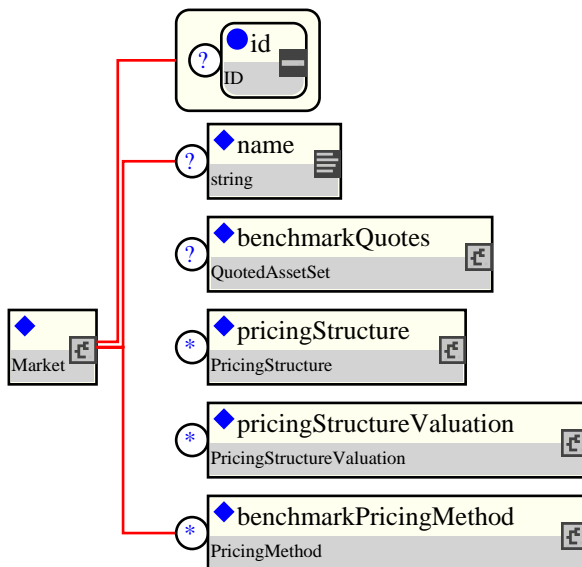 ?
id
ID
?
name
string
?
benchmarkQuotes
QuotedAssetSet
Market
*
pricingStructure
PricingStructure
*
pricingStructureValuation
PricingStructureValuation
*
benchmarkPricingMethod
PricingMethod